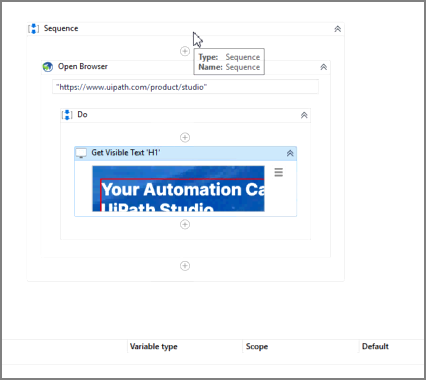 Sequence
Type: Sequence
Name: Sequence
Open Browser
"https://www.uipath.com/product/studio"
Do
Get Visible Text 'H1'
Your Automation Ca
UiPath Studio
Variable type Scope Default